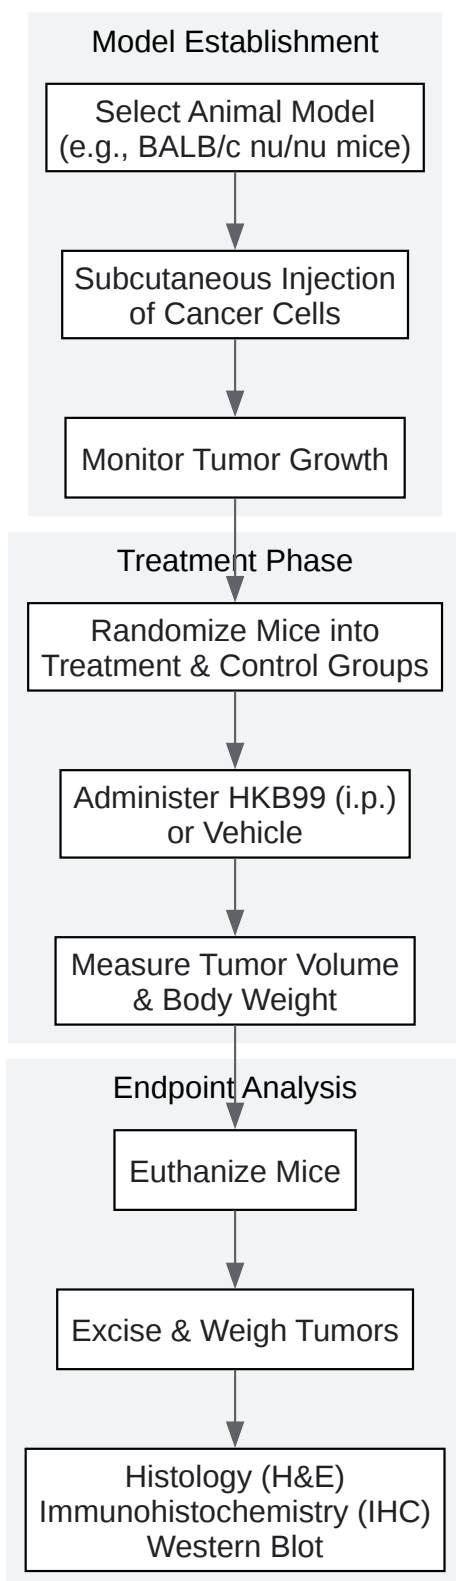 Model Establishment
Select Animal Model
(e.g., BALB/c nu/nu mice)
Subcutaneous Injection
of Cancer Cells
Monitor Tumor Growth
Treatment Phase
Randomize Mice into
Treatment & Control Groups
Administer HKB99 (i.p.)
or Vehicle
Measure Tumor Volume
& Body Weight
Endpoint Analysis
Euthanize Mice
Excise & Weigh Tumors
Histology (H&E)
Immunohistochemistry (IHC)
Western Blot